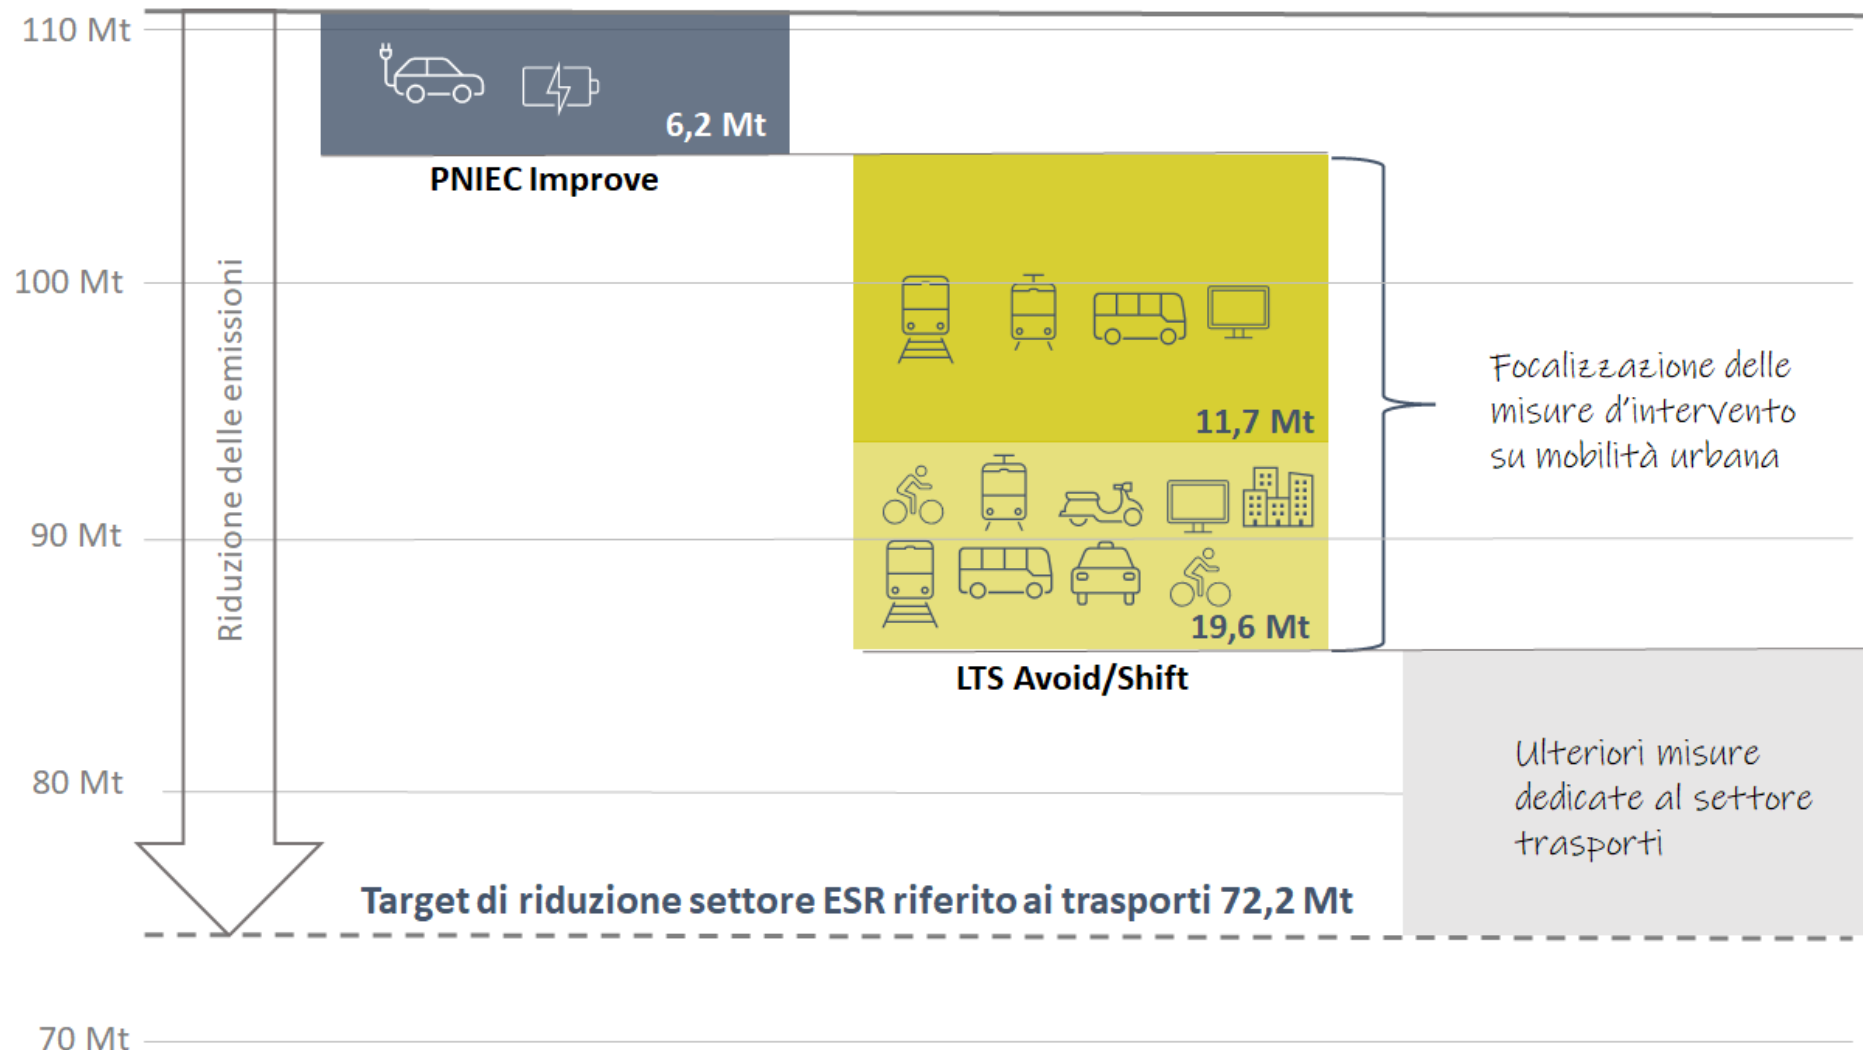 110 Mt
6,2 Mt
PNIEC Improve
100 Mt
Riduzione delle emissioni
11,7 Mt
Focalizzazione delle
misure d'intervento
su mobilità urbana
90 Mt
19,6 Mt
LTS Avoid/Shift
80 Mt
Ulteriori misure
dedicate al settore
trasporti
Target di riduzione settore ESR riferito ai trasporti 72,2 Mt
70 Mt